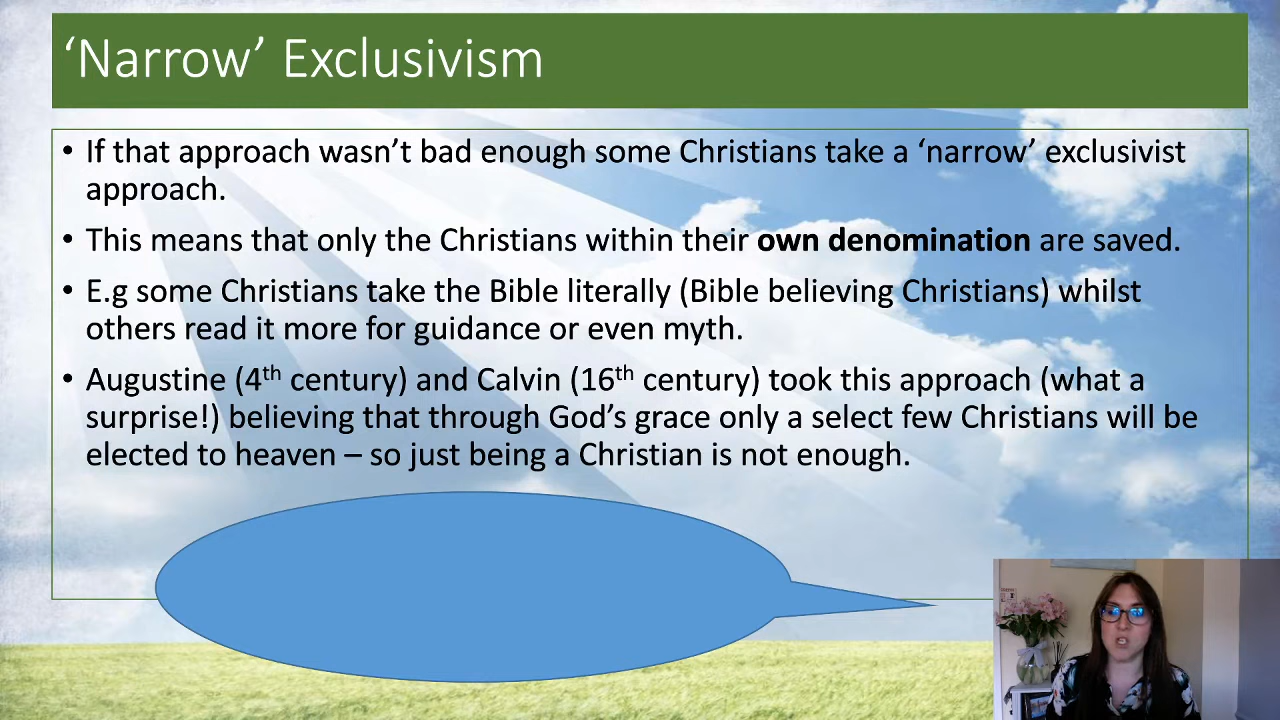 ‘Narrow’ Exclusivism
• If that approach wasn’t bad enough some Christians take a ‘narrow’ exclusivist
approach.
• This means that only the Christians within their own denomination are saved.
• E.g some Christians take the Bible literally (Bible believing Christians) whilst
others read it more for guidance or even myth.
• Augustine (4th century) and Calvin (16th century) took this approach (what a
surprise!) believing that through God’s grace only a select few Christians will be
elected to heaven – so just being a Christian is not enough.